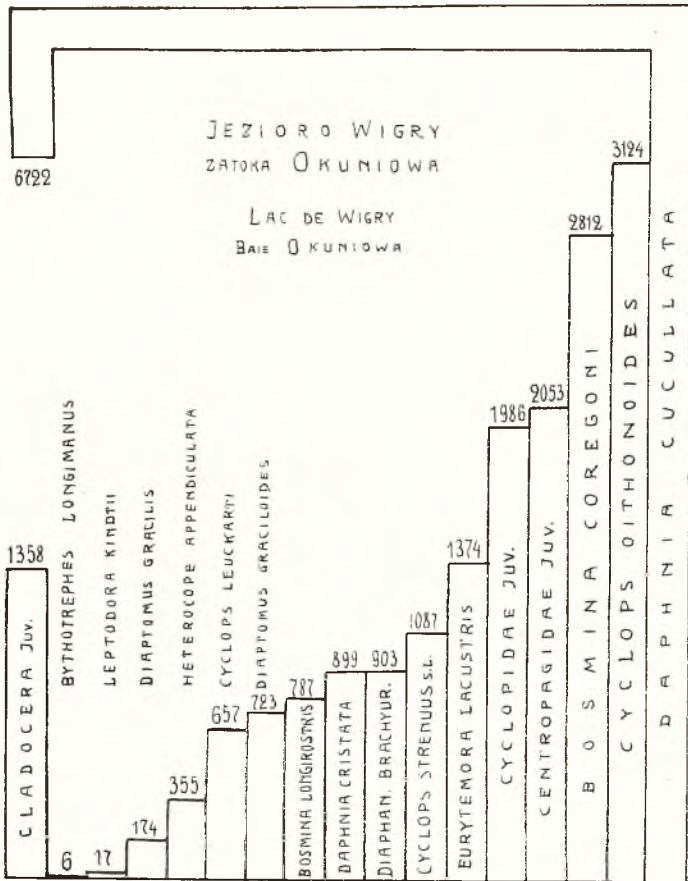 JEZIORO WIGRY
ZATOKA OKUNIOWA
LAC DE WIGRY
BAIE OKUNIOWA
6722
1358
CLADOCERA JUV.
6
BYTHOTREPHES LONGIMANUS
17
LEPTODORA KINDTII
174
DIAPTOMUS GRACILIS
355
HETEROCOPE APPENDICULATA
657
CYCLOPS LEUCKARTI
723
DIAPTOMUS GRACILOIDES
787
BOSMINA LONGIROSTRIS
899
DAPHNIA CRISTATA
903
DIAPHAN. BRACHYUR.
1087
CYCLOPS STRENUUS S.L.
1374
EURYTEMORA LACUSTRIS
1986
CYCLOPIDAE JUV.
2053
CENTROPAGIDAE JUV.
2812
BOSMINA COREGONI
3124
CYCLOPS OITHONOIDES
DAPHNIA CUCULLATA